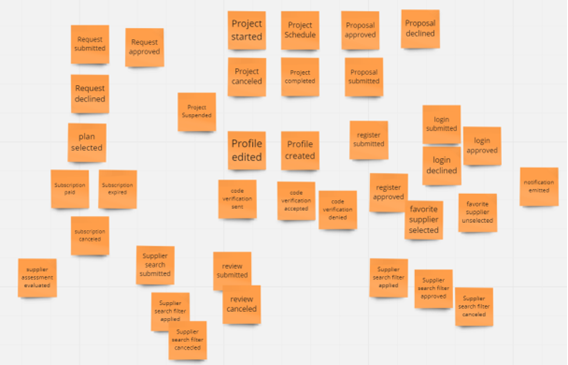 Request
submitted
Request
approved
Project
started
Project
Schedule
Proposal
approved
Proposal
declined
Request
declined
Project
canceled
Project
completed
Proposal
submitted
Project
Suspended
plan
selected
Profile
edited
Profile
created
register
submitted
login
submitted
login
approved
login
declined
Subscription
paid
Subscription
expired
code
verification
sent
code
verification
accepted
code
verification
denied
register
approved
favorite
supplier
selected
favorite
supplier
unselected
notification
emitted
subscription
canceled
supplier
assessment
evaluated
Supplier
search
submitted
review
submitted
review
canceled
Supplier
search filter
applied
Supplier
search filter
approved
Supplier
search filter
canceled
Supplier
search filter
applied
Supplier
search filter
cancelled